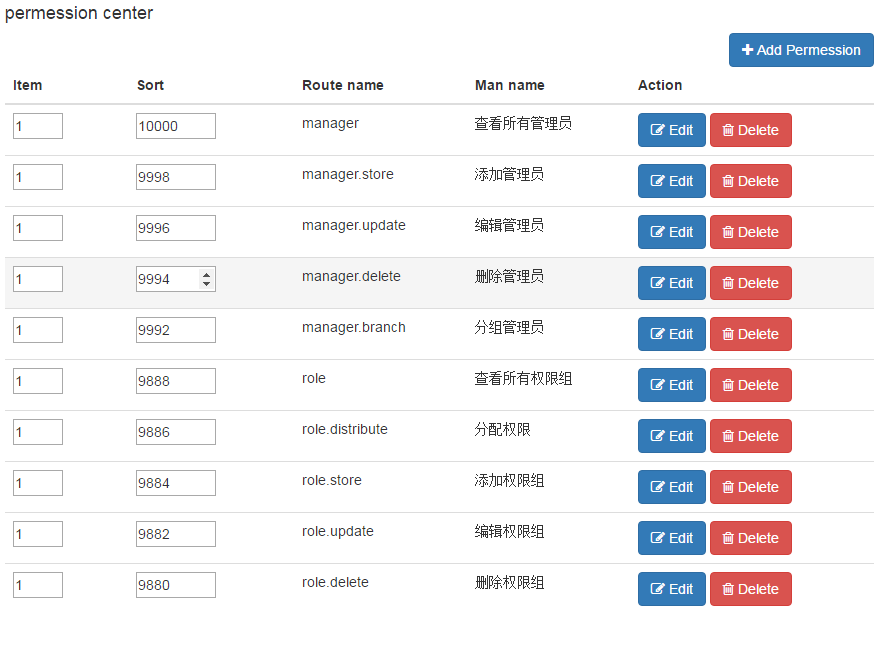 permession center
Add Permession
Item Sort Route name Man name Action
1 10000 manager 查看所有管理员 Edit Delete
1 9998 manager.store 添加管理员 Edit Delete
1 9996 manager.update 编辑管理员 Edit Delete
1 9994 manager.delete 删除管理员 Edit Delete
1 9992 manager.branch 分组管理员 Edit Delete
1 9888 role 查看所有权限组 Edit Delete
1 9886 role.distribute 分配权限 Edit Delete
1 9884 role.store 添加权限组 Edit Delete
1 9882 role.update 编辑权限组 Edit Delete
1 9880 role.delete 删除权限组 Edit Delete